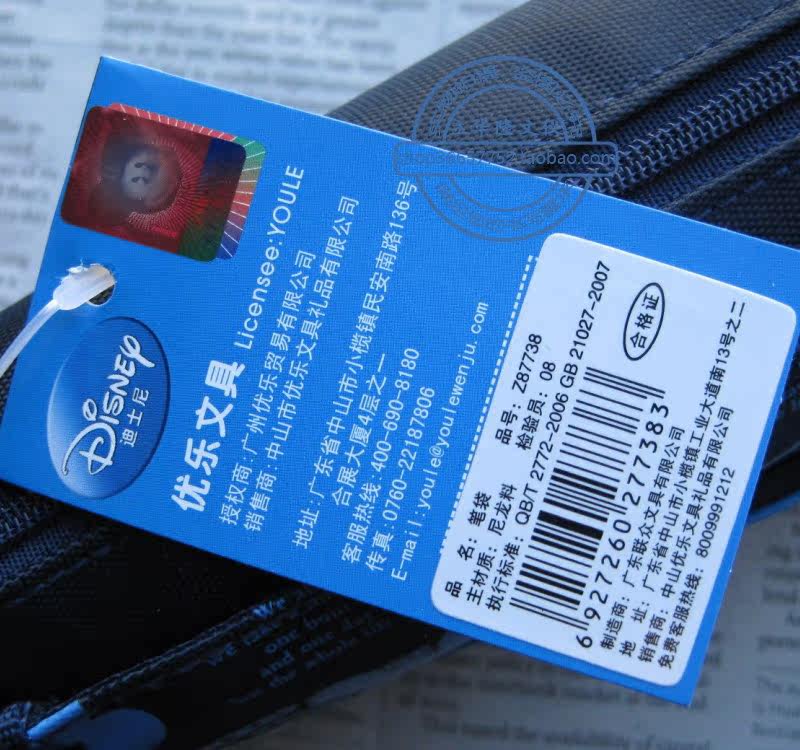 Disney
迪士尼
优乐文具 Licensee:YOULE
授权商:广州优乐贸易有限公司
销售商:中山市优乐文具礼品有限公司
地址:广东省中山市小榄镇民安南路136号
合展大厦4层之一
客服热线:400-690-8180
传真:0760-22187806
E-mail:youle@youlewenju.com
品 名:笔袋 品号:Z87738
主材质:尼龙料 检验员:08
执行标准:QB/T 2772-2006 GB 21027-2007
合格证
6927260277383
制造商:广东联众文具有限公司
地 址:广东省中山市小榄镇工业大道南13号之二
销售商:中山优乐文具礼品有限公司
免费客服热线:8009991212